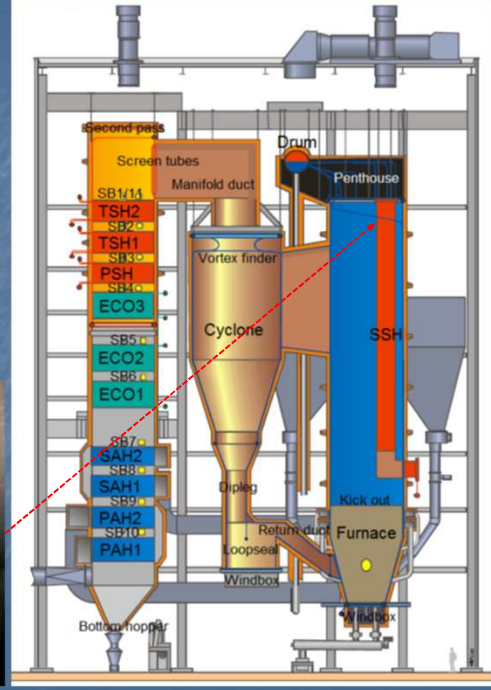 Second pass
Screen tubes
Manifold duct
Drum
Penthouse
SB1/11
TSH2
SB2
TSH1
SB3
PSH
SB4
ECO3
SB5
ECO2
SB6
ECO1
SB7
SAH2
SB8
SAH1
SB9
PAH2
SB10
PAH1
Bottom hopper
Vortex finder
Cyclone
Dipleg
Loopseal
Windbox
Return duct
SSH
Kick out
Furnace
Windbox